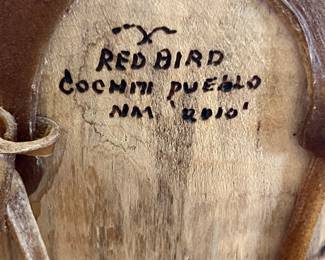 RED BIRD
COCHITI PUEBLO
NM '2010'